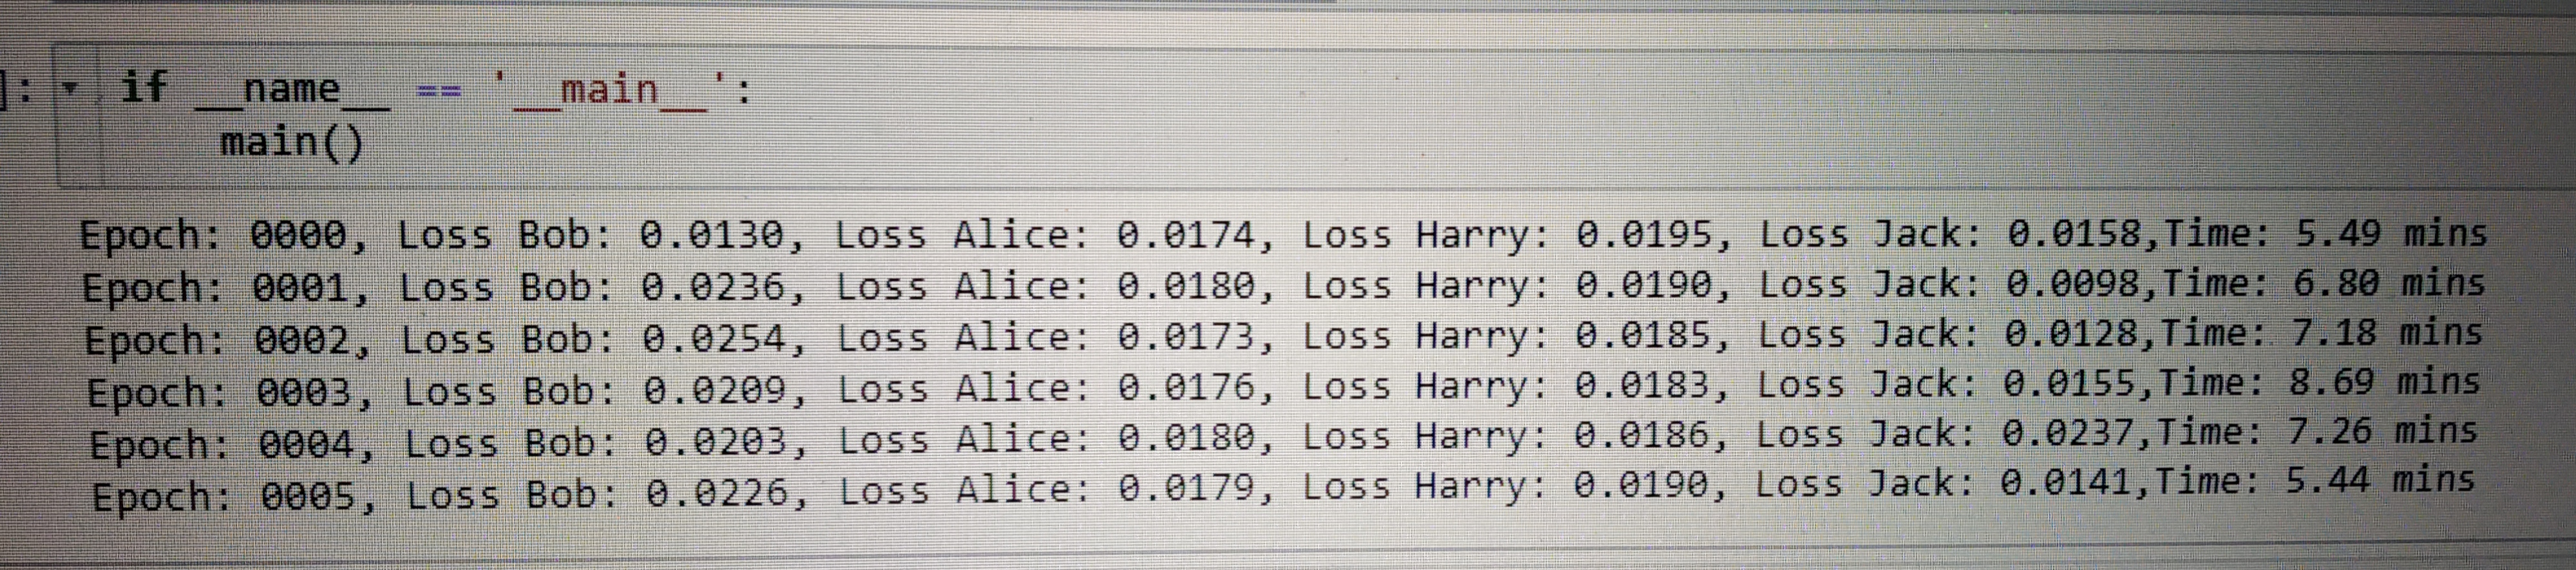 ]: if __name__ == '__main__':
main()
Epoch: 0000, Loss Bob: 0.0130, Loss Alice: 0.0174, Loss Harry: 0.0195, Loss Jack: 0.0158,Time: 5.49 mins
Epoch: 0001, Loss Bob: 0.0236, Loss Alice: 0.0180, Loss Harry: 0.0190, Loss Jack: 0.0098,Time: 6.80 mins
Epoch: 0002, Loss Bob: 0.0254, Loss Alice: 0.0173, Loss Harry: 0.0185, Loss Jack: 0.0128,Time: 7.18 mins
Epoch: 0003, Loss Bob: 0.0209, Loss Alice: 0.0176, Loss Harry: 0.0183, Loss Jack: 0.0155,Time: 8.69 mins
Epoch: 0004, Loss Bob: 0.0203, Loss Alice: 0.0180, Loss Harry: 0.0186, Loss Jack: 0.0237,Time: 7.26 mins
Epoch: 0005, Loss Bob: 0.0226, Loss Alice: 0.0179, Loss Harry: 0.0190, Loss Jack: 0.0141,Time: 5.44 mins